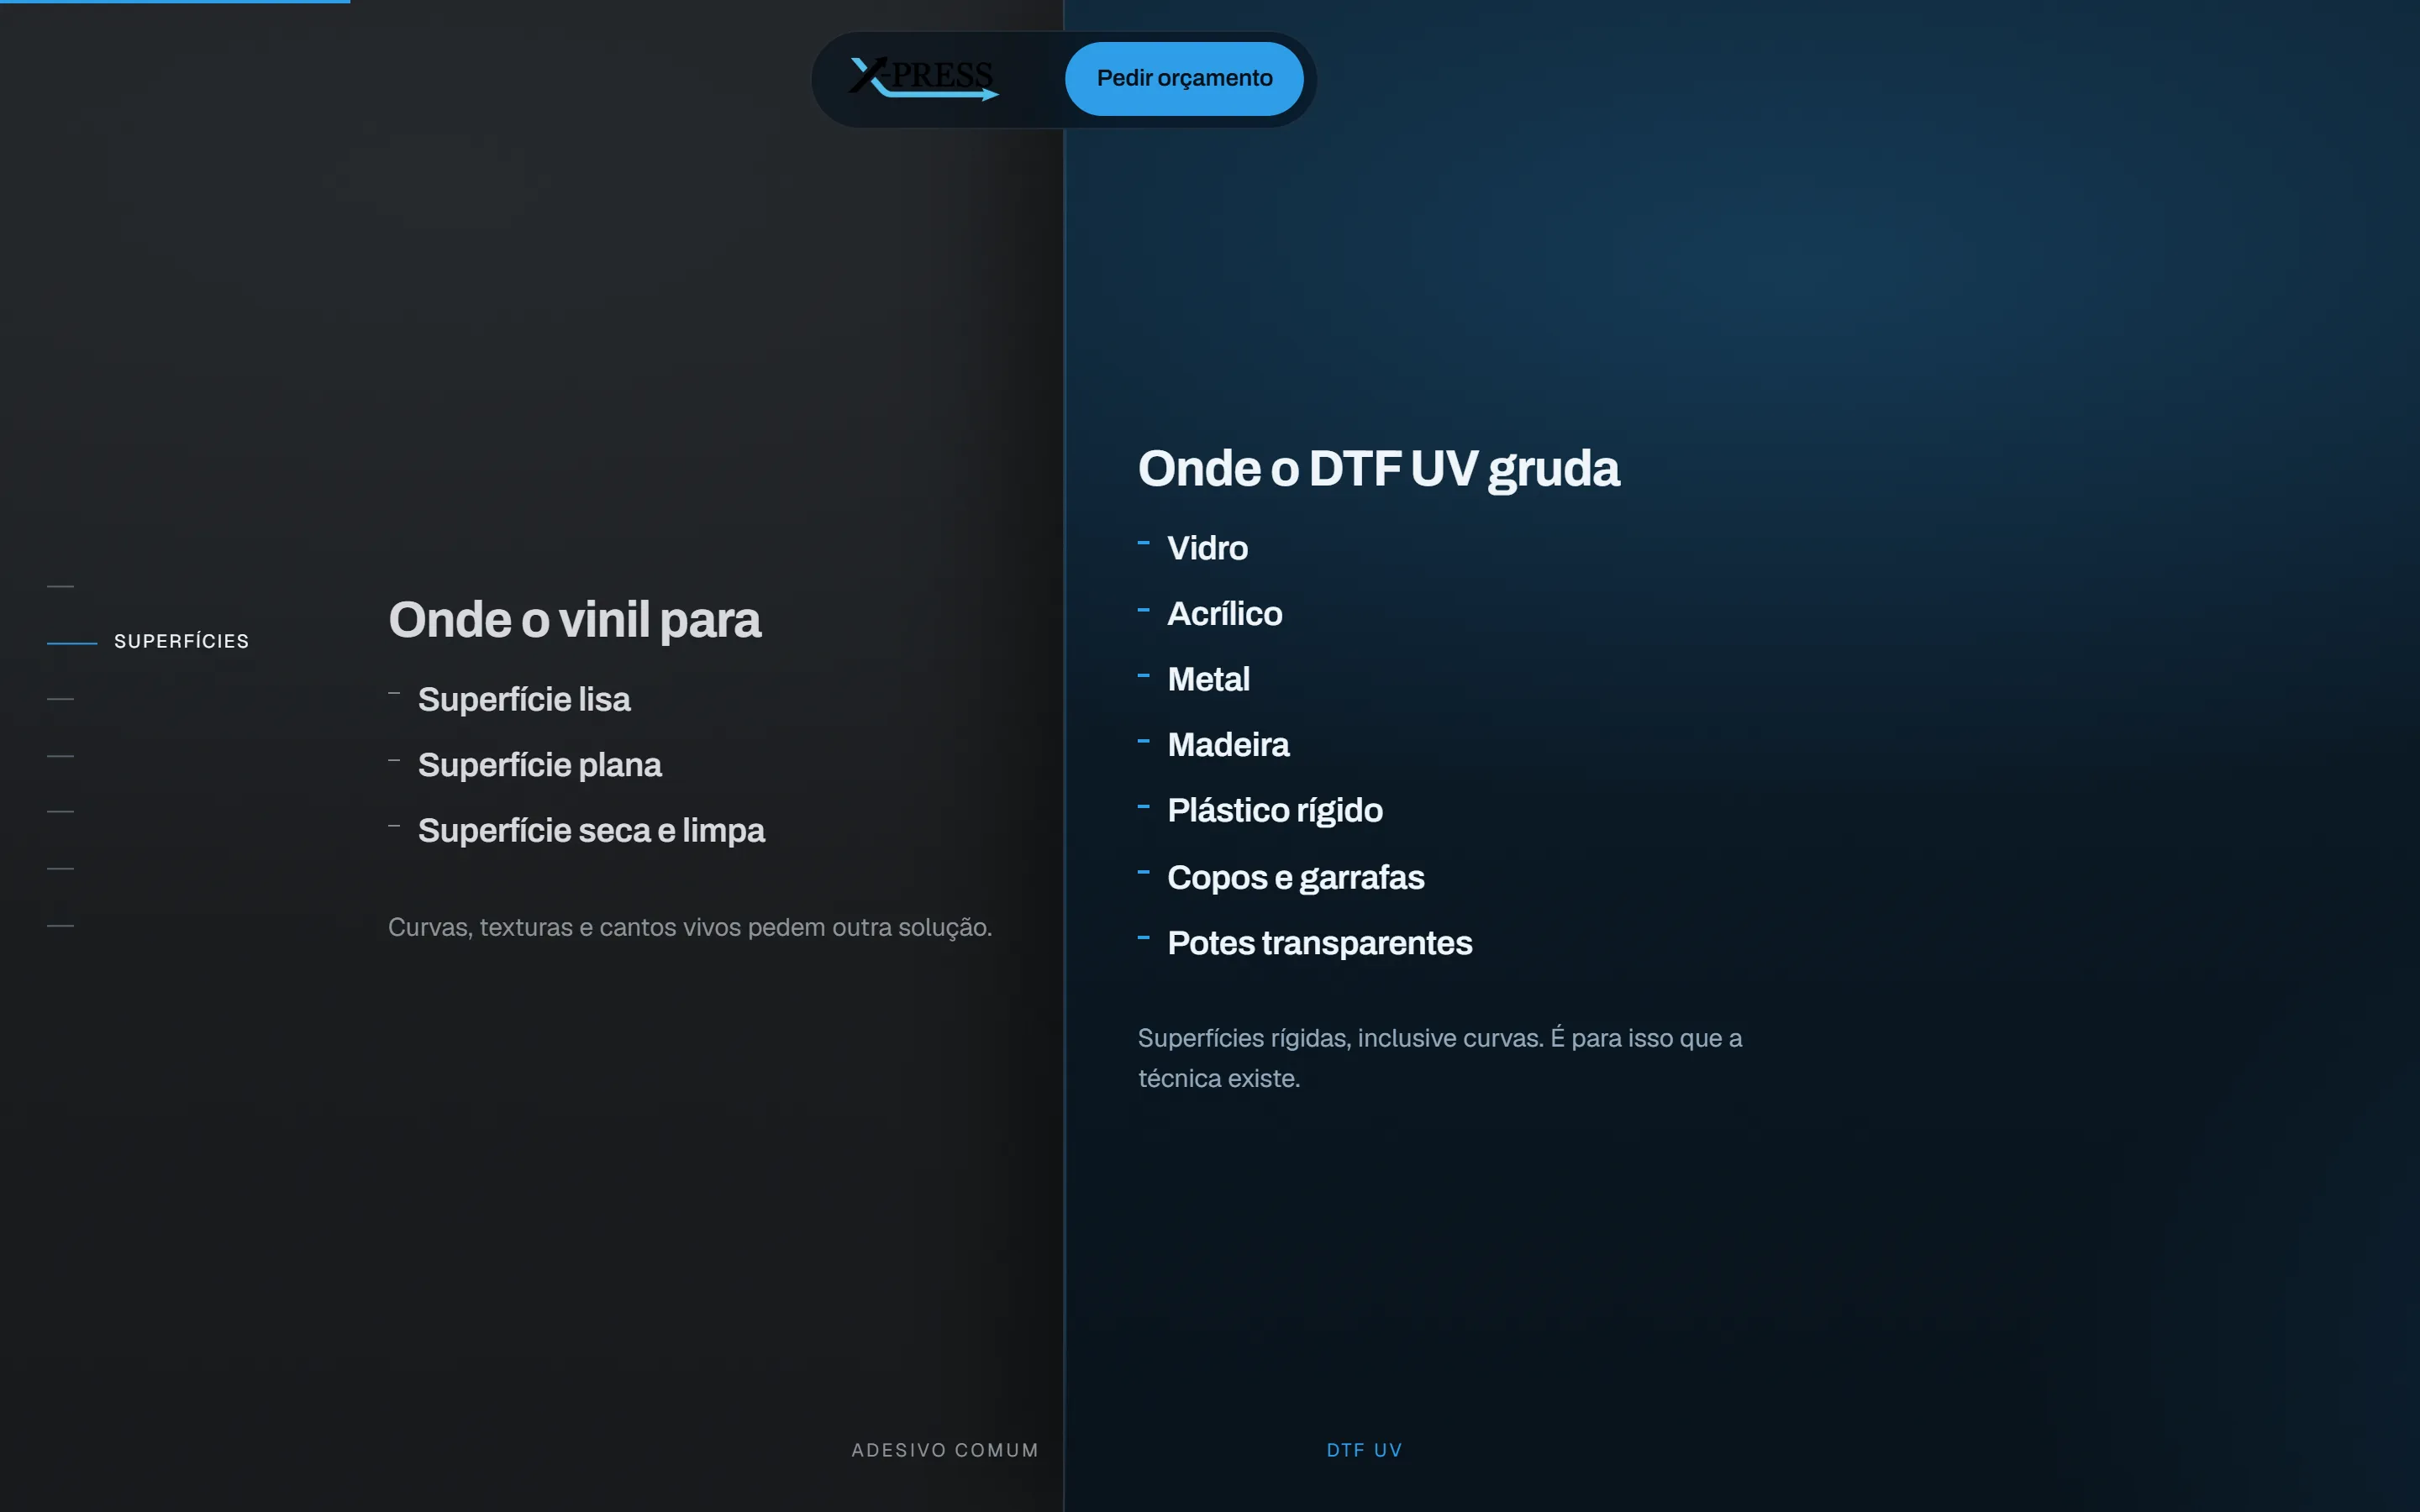 X-PRESS
Pedir orçamento
SUPERFÍCIES
Onde o vinil para
Superfície lisa
Superfície plana
Superfície seca e limpa
Curvas, texturas e cantos vivos pedem outra solução.
Onde o DTF UV gruda
Vidro
Acrílico
Metal
Madeira
Plástico rígido
Copos e garrafas
Potes transparentes
Superfícies rígidas, inclusive curvas. É para isso que a
técnica existe.
ADESIVO COMUM
DTF UV